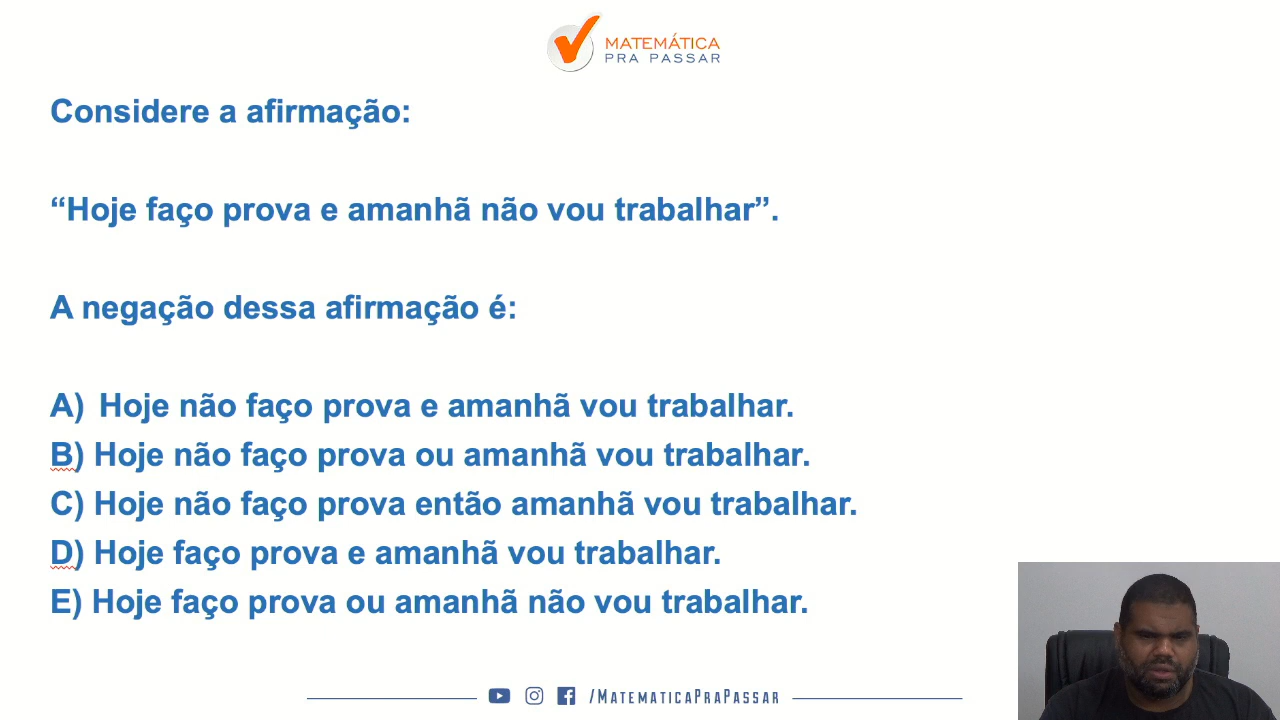 MATEMÁTICA
PRA PASSAR
Considere a afirmação:
“Hoje faço prova e amanhã não vou trabalhar”.
A negação dessa afirmação é:
A) Hoje não faço prova e amanhã vou trabalhar.
B) Hoje não faço prova ou amanhã vou trabalhar.
C) Hoje não faço prova então amanhã vou trabalhar.
D) Hoje faço prova e amanhã vou trabalhar.
E) Hoje faço prova ou amanhã não vou trabalhar.
/MATEMATICAPRAPASSAR